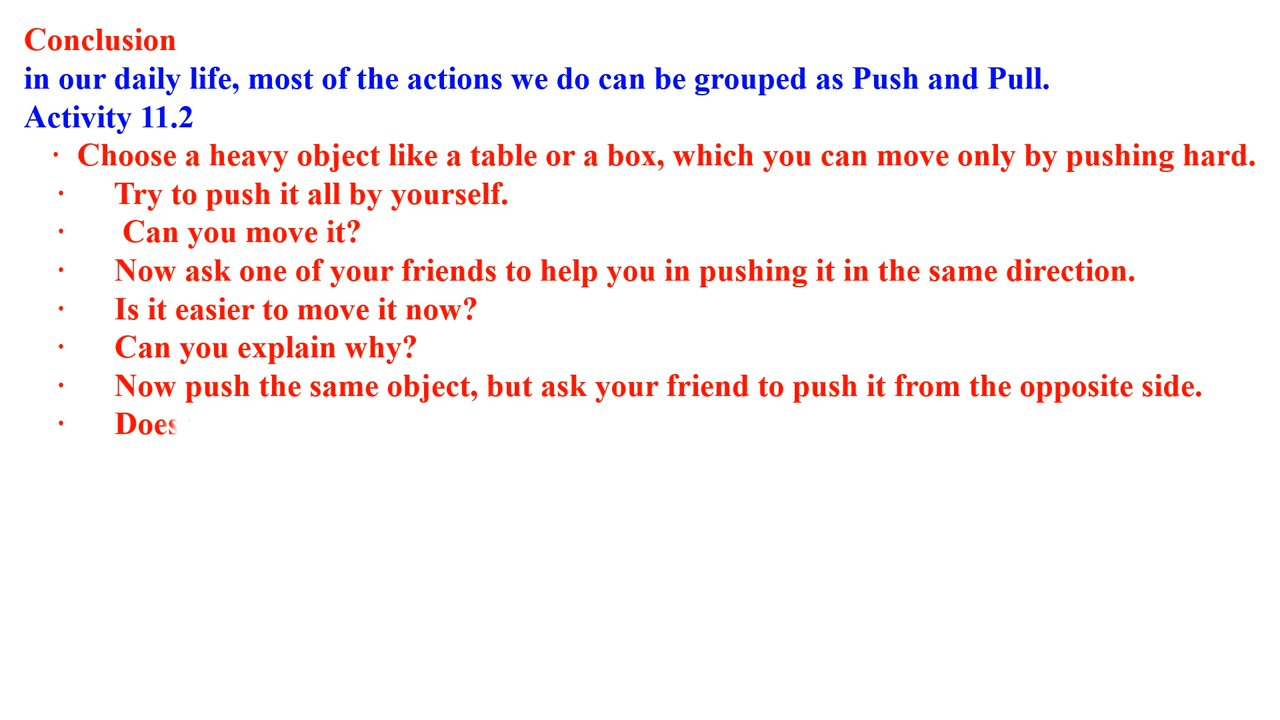 Conclusion
in our daily life, most of the actions we do can be grouped as Push and Pull.
Activity 11.2
· Choose a heavy object like a table or a box, which you can move only by pushing hard.
· Try to push it all by yourself.
· Can you move it?
· Now ask one of your friends to help you in pushing it in the same direction.
· Is it easier to move it now?
· Can you explain why?
· Now push the same object, but ask your friend to push it from the opposite side.
· Does